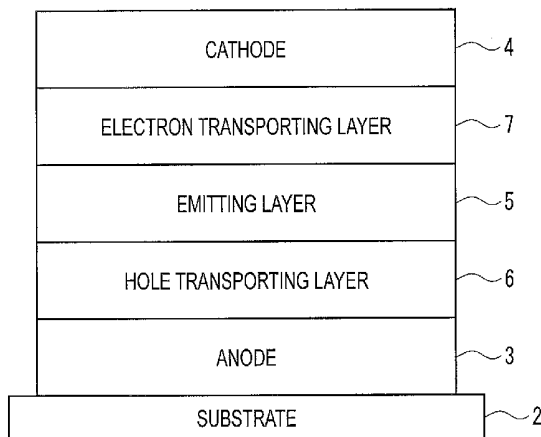 CATHODE 4
ELECTRON TRANSPORTING LAYER 7
EMITTING LAYER 5
HOLE TRANSPORTING LAYER 6
ANODE 3
SUBSTRATE 2